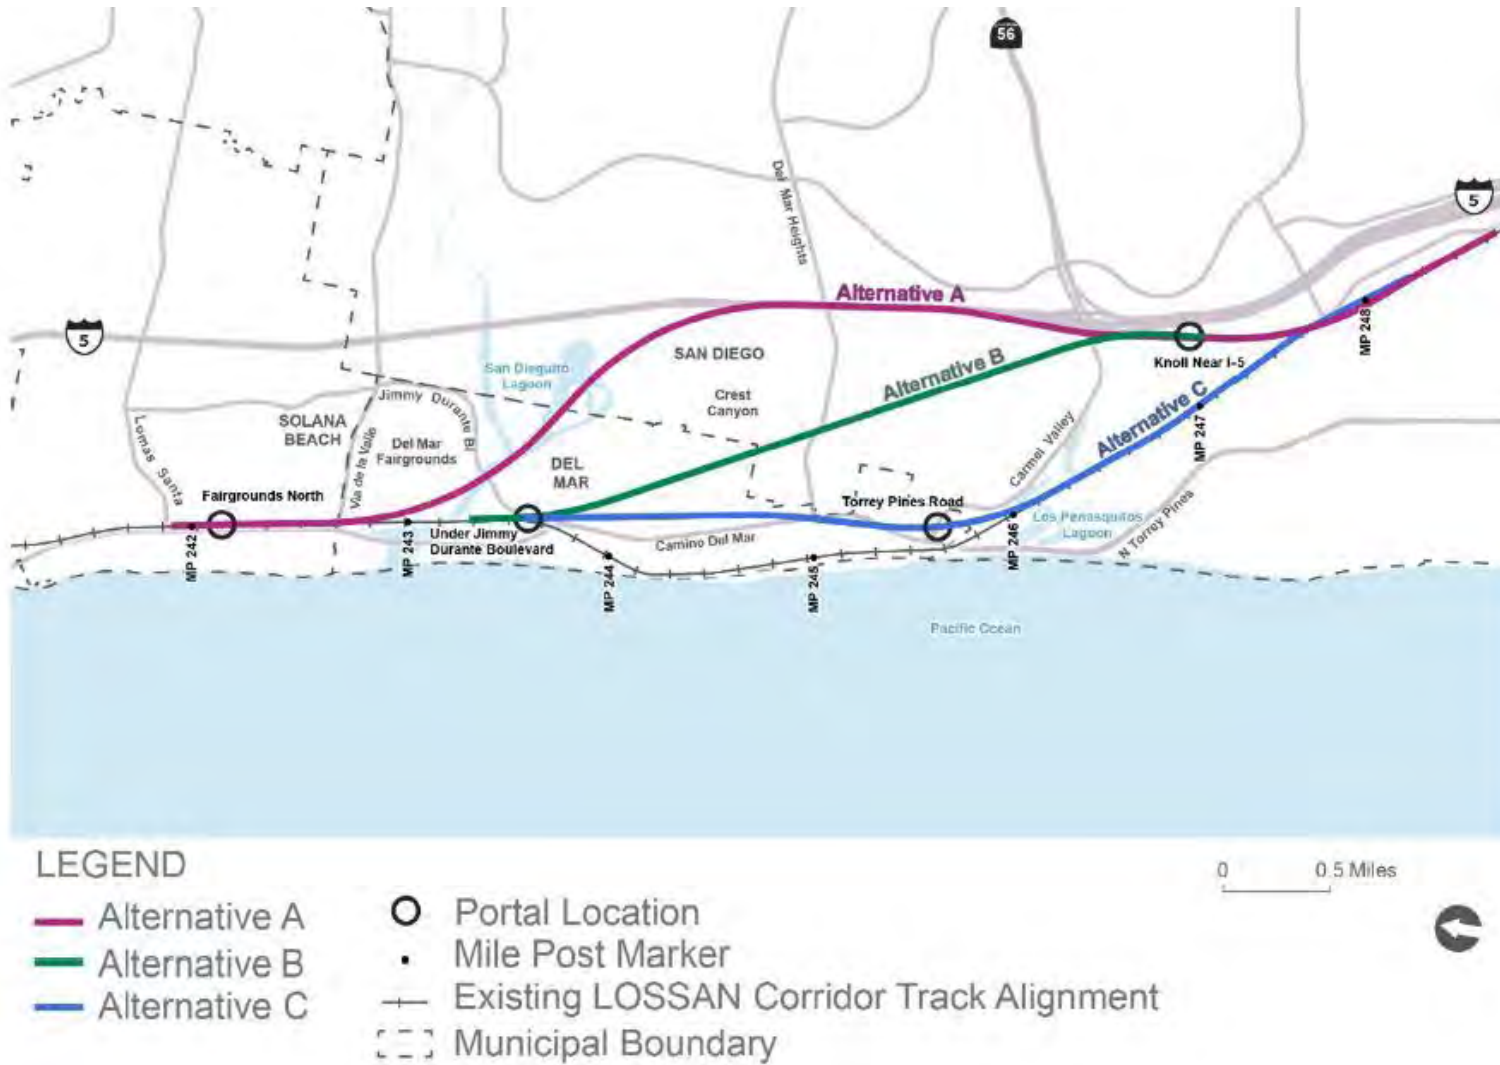 56
5
Del Mar Heights
Alternative A
5
San Dieguito
Lagoon
SAN DIEGO
Alternative B
Knoll Near I-5
MP 248
Crest
Canyon
Jimmy Durante Bl
SOLANA
BEACH
Lomas Santa
Via de la Valle
Del Mar
Fairgrounds
DEL
MAR
Alternative C
MP 247
Carmel Valley
Fairgrounds North
Torrey Pines Road
Los Penasquitos
Lagoon
N Torrey Pines
Under Jimmy
Durante Boulevard
Camino Del Mar
MP 242
MP 243
MP 244
MP 245
MP 246
Pacific Ocean
LEGEND
Alternative A
Alternative B
Alternative C
Portal Location
Mile Post Marker
Existing LOSSAN Corridor Track Alignment
Municipal Boundary
0 0.5 Miles